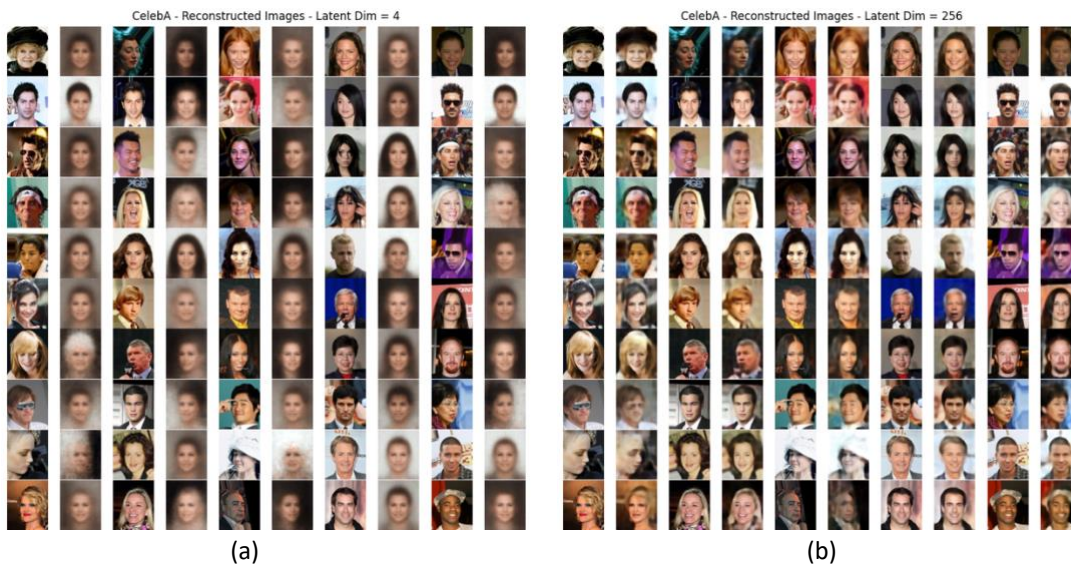 CelebA - Reconstructed Images - Latent Dim = 4
CelebA - Reconstructed Images - Latent Dim = 256
(a)
(b)